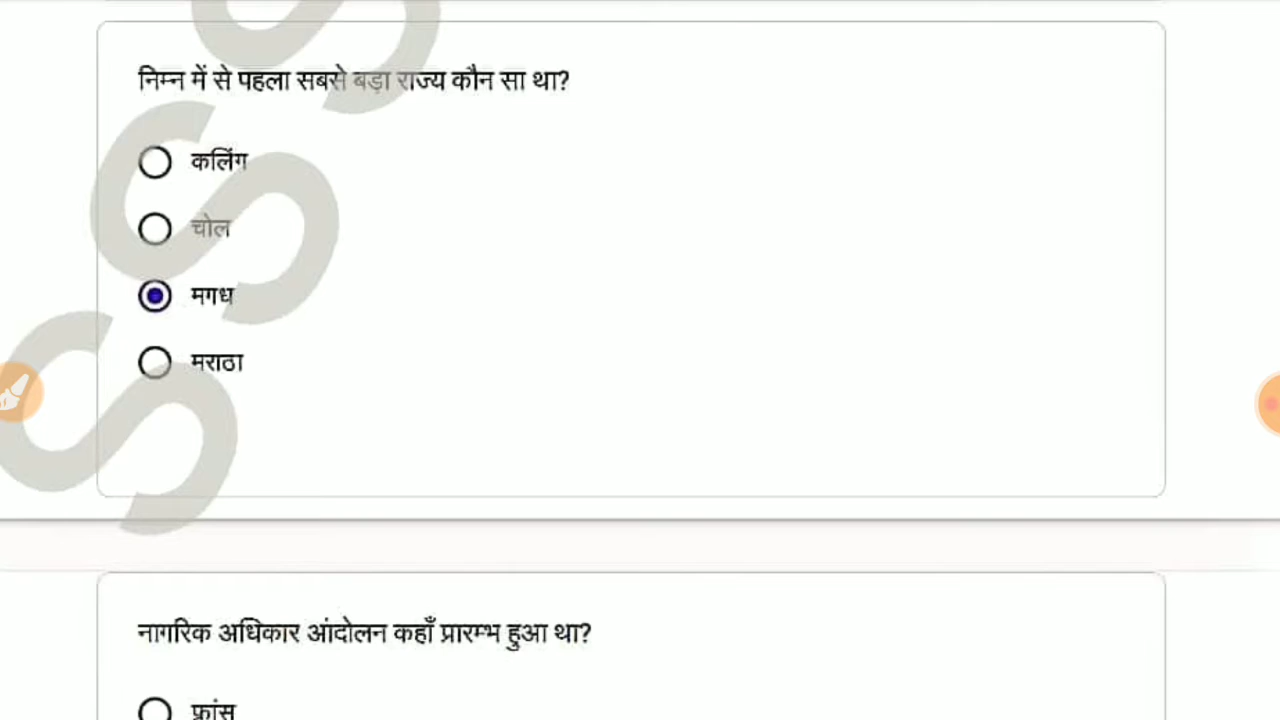 निम्न में से पहला सबसे बड़ा राज्य कौन सा था?
कलिंग
चोल
मगध
मराठा
नागरिक अधिकार आंदोलन कहाँ प्रारम्भ हुआ था?
फ्रांस